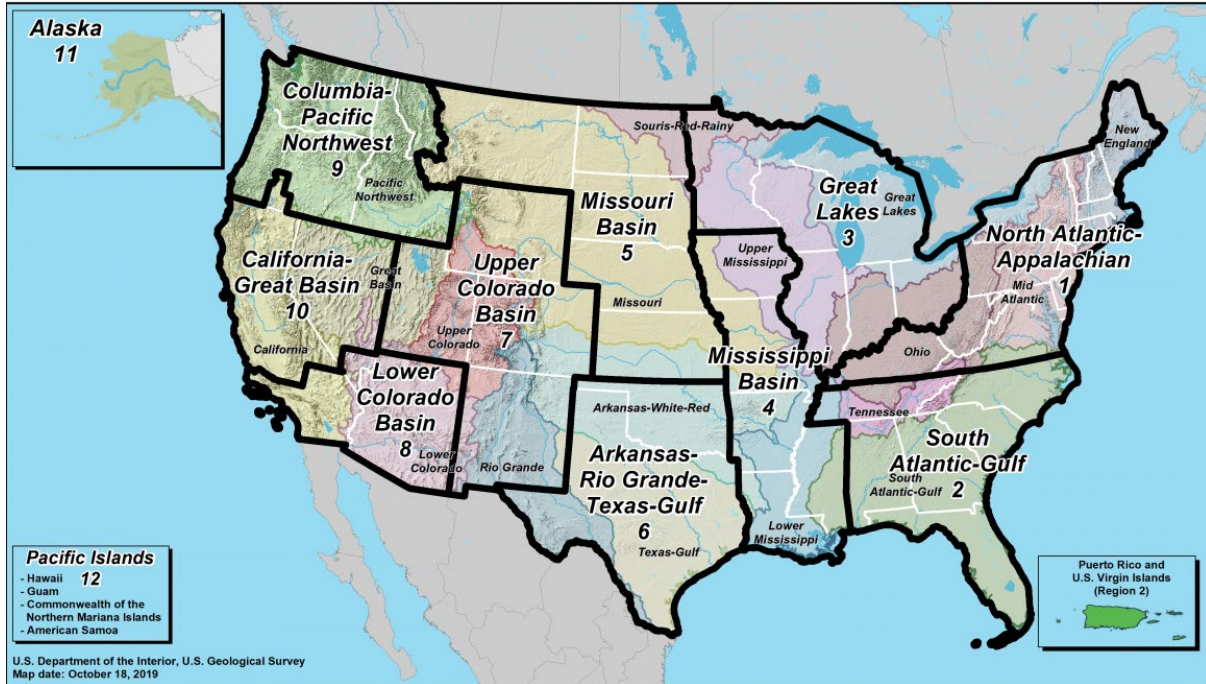 Alaska
11
Columbia-
Pacific
Northwest
9
Pacific
Northwest
Souris-Red-Rainy
Missouri
Basin
5
Missouri
Great
Lakes
3
Great
Lakes
New
England
North Atlantic-
Appalachian
1
Mid
Atlantic
Upper
Mississippi
California-
Great Basin
10
Great
Basin
California
Upper
Colorado
Basin
7
Upper
Colorado
Lower
Colorado
Basin
8
Lower
Colorado
Mississippi
Basin
4
Ohio
Tennessee
Arkansas-White-Red
Rio Grande
Arkansas-
Rio Grande-
Texas-Gulf
6
Texas-Gulf
Lower
Mississippi
South
Atlantic-Gulf
2
South
Atlantic-Gulf
Pacific Islands
12
- Hawaii
- Guam
- Commonwealth of the
Northern Mariana Islands
- American Samoa
Puerto Rico and
U.S. Virgin Islands
(Region 2)
U.S. Department of the Interior, U.S. Geological Survey
Map date: October 18, 2019